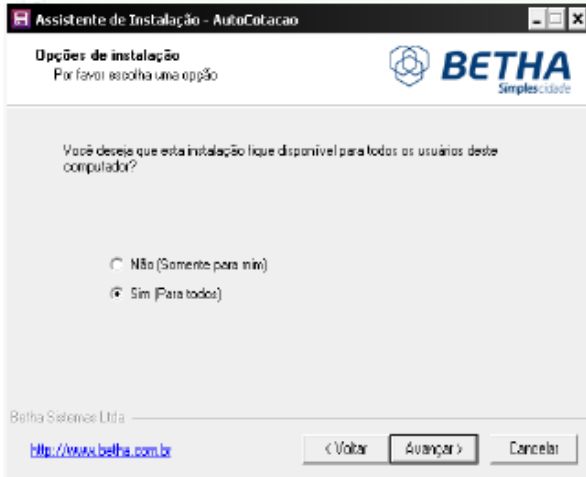 Assistente de Instalação - AutoCotacao
Opções de instalação
Por favor escolha uma opção
BETHA
Simplescidade
Você deseja que esta instalação fique disponível para todos os usuários deste
computador?
Não (Somente para mim)
Sim (Para todos)
Betha Sistemas Ltda
http://www.betha.com.br
< Voltar
Avançar >
Cancelar